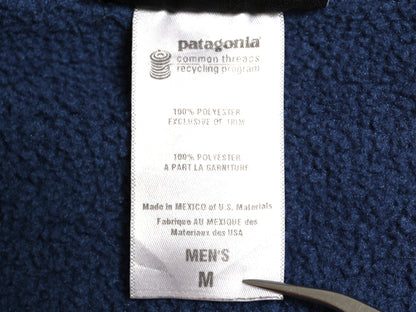 patagonia®
common threads
recycling program
100% POLYESTER
EXCLUSIVE OF TRIM
100% POLYESTER
A PART LA GARNITURE
Made in MEXICO of U.S. Materials
Fabrique AU MEXIQUE des
Materiaux des USA
MEN'S
M